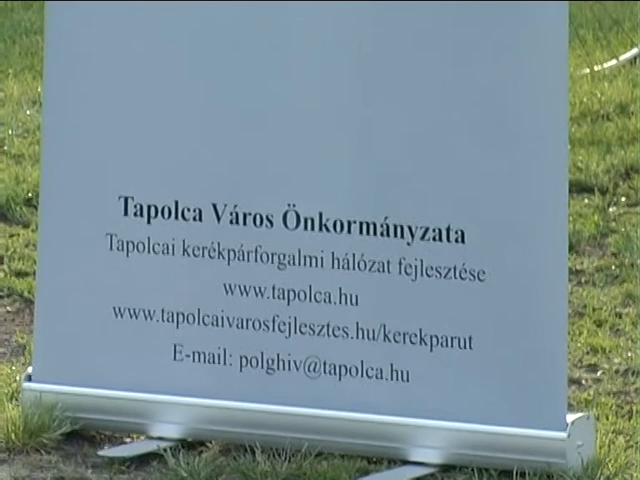 Tapolca Város Önkormányzata
Tapolcai kerékpárforgalmi hálózat fejlesztése
www.tapolca.hu
www.tapolcaivarosfejlesztes.hu/kerekparut
E-mail: polghiv@tapolca.hu